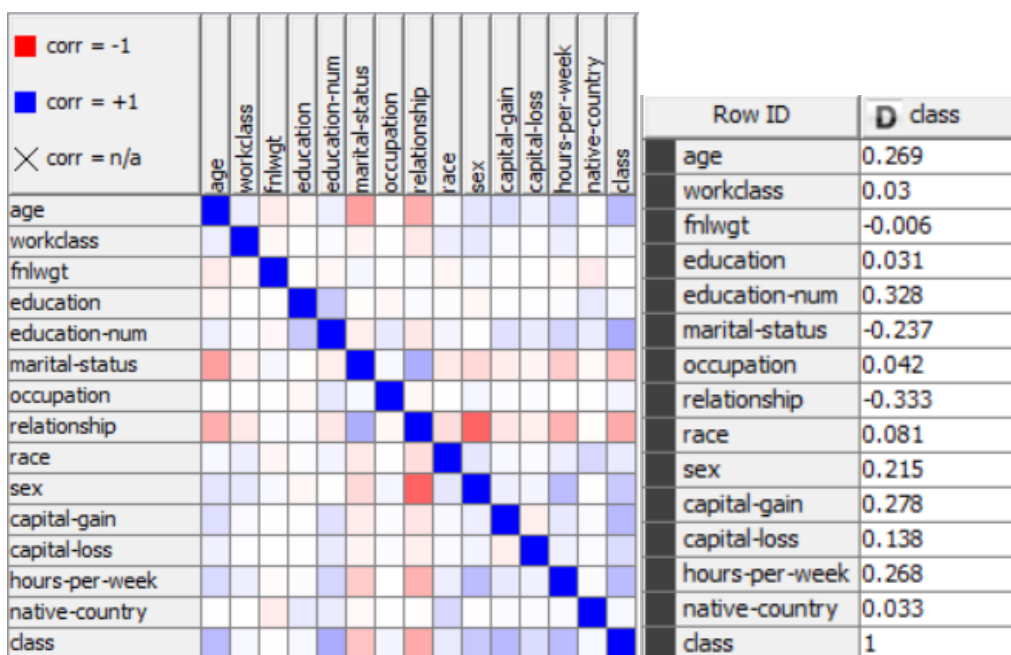 corr = -1
corr = +1
corr = n/a
age
workclass
fnlwgt
education
education-num
marital-status
occupation
relationship
race
sex
capital-gain
capital-loss
hours-per-week
native-country
class
age
workclass
fnlwgt
education
education-num
marital-status
occupation
relationship
race
sex
capital-gain
capital-loss
hours-per-week
native-country
class
Row ID D class
age 0.269
workclass 0.03
fnlwgt -0.006
education 0.031
education-num 0.328
marital-status -0.237
occupation 0.042
relationship -0.333
race 0.081
sex 0.215
capital-gain 0.278
capital-loss 0.138
hours-per-week 0.268
native-country 0.033
class 1